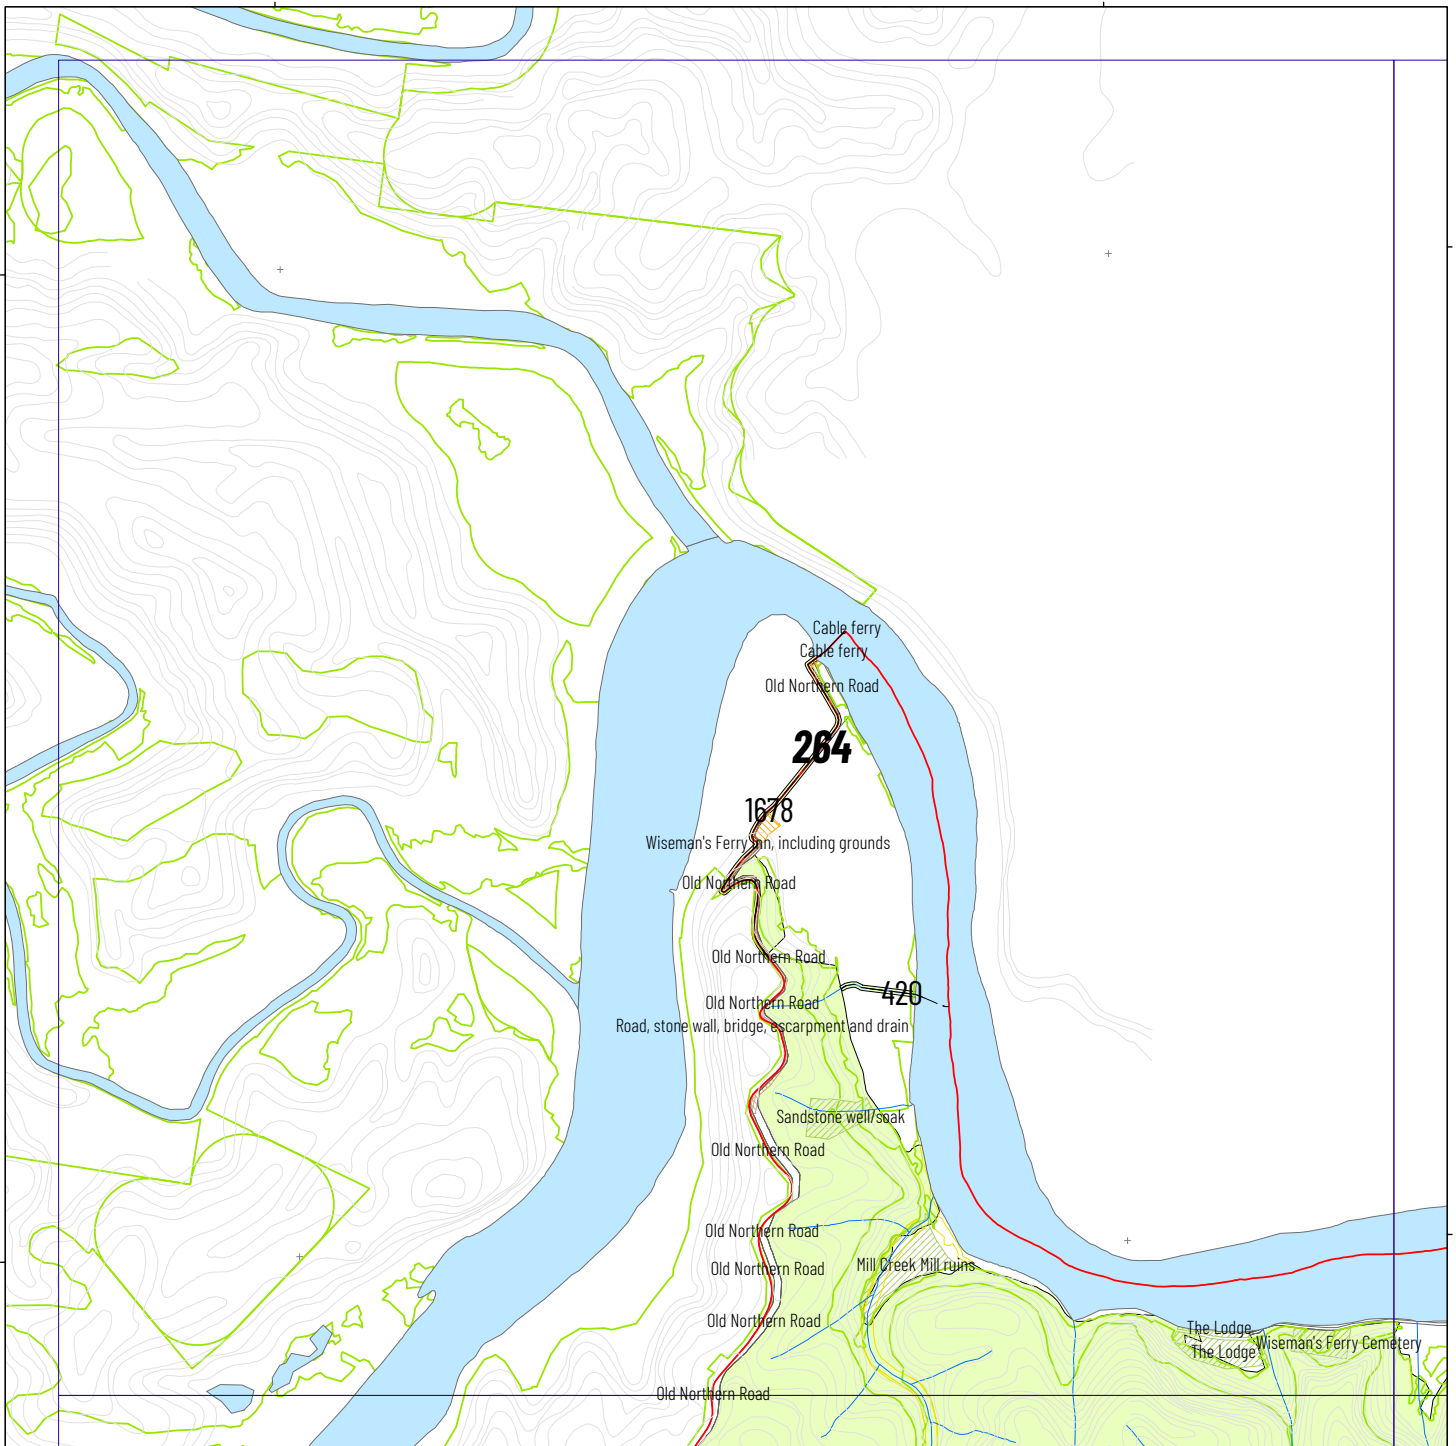 Cable ferry
Cable ferry
Old Northern Road
264
1678
Wiseman's Ferry Inn, including grounds
Old Northern Road
Old Northern Road
420
Old Northern Road
Road, stone wall, bridge, escarpment and drain
Sandstone well/soak
Old Northern Road
Old Northern Road
Mill Creek Mill ruins
Old Northern Road
Old Northern Road
The Lodge
Wiseman's Ferry Cemetery
The Lodge
Old Northern Road